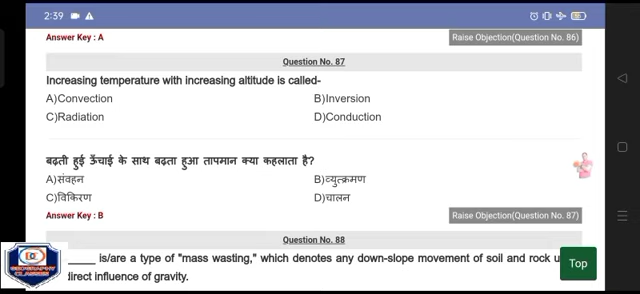 2:39
Answer Key : A
Raise Objection(Question No. 86)
Question No. 87
Increasing temperature with increasing altitude is called-
A)Convection B)Inversion
C)Radiation D)Conduction
बढ़ती हुई ऊँचाई के साथ बढ़ता हुआ तापमान क्या कहलाता है?
A)संवहन B)व्युत्क्रमण
C)विकिरण D)चालन
Answer Key : B
Raise Objection(Question No. 87)
Question No. 88
_____ is/are a type of "mass wasting," which denotes any down-slope movement of soil and rock
direct influence of gravity.
Top
GEOGRAPHY
CLASSES